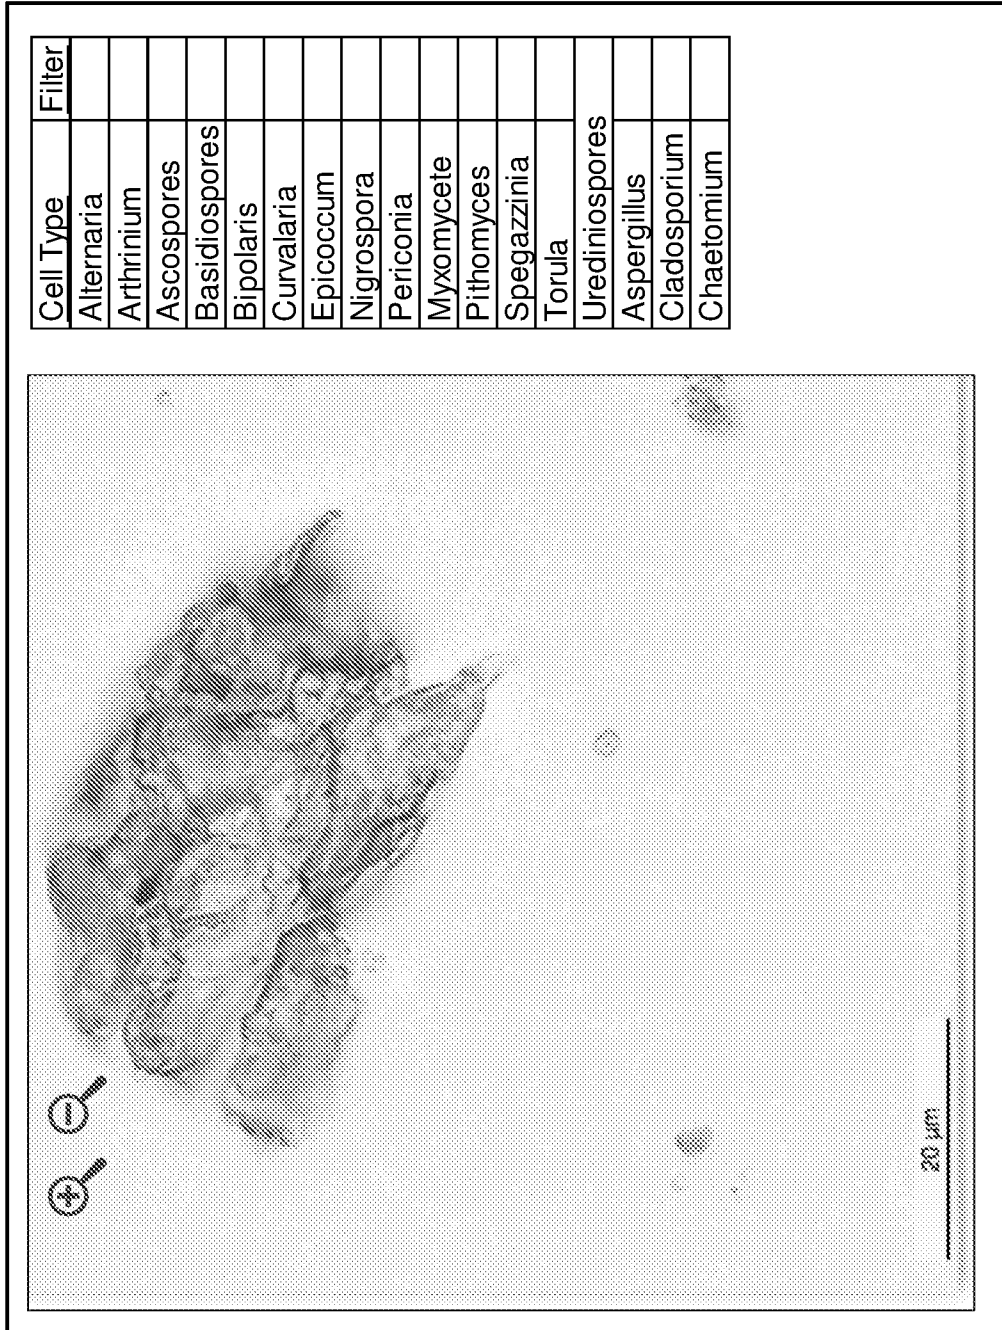 Cell Type Filter
Alternaria
Arthrinium
Ascospores
Basidiospores
Bipolaris
Curvalaria
Epicoccum
Nigrospora
Periconia
Myxomycete
Pithomyces
Spegazzinia
Torula
Urediniospores
Aspergillus
Cladosporium
Chaetomium
20 µm